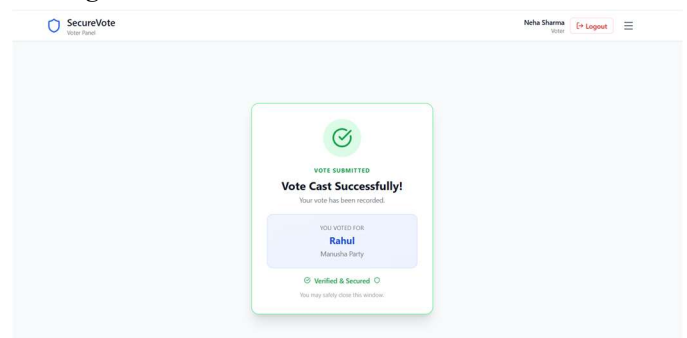 SecureVote
Voter Panel
Neha Sharma
Voter
Logout
VOTE SUBMITTED
Vote Cast Successfully!
Your vote has been recorded.
YOU VOTED FOR
Rahul
Manusha Party
Verified & Secured
You may safely close this window.